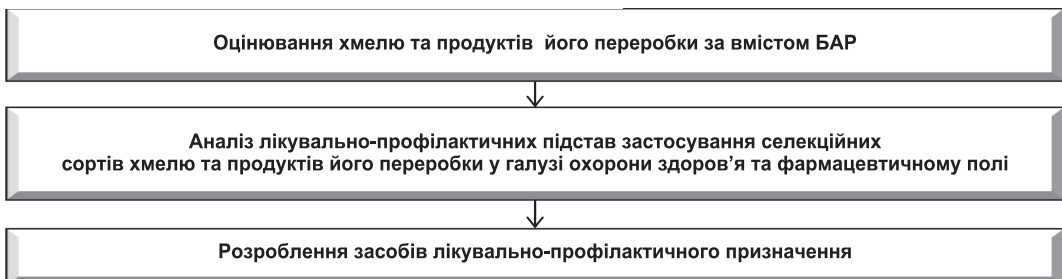 Оцінювання хмелю та продуктів його переробки за вмістом БАР
Аналіз лікувально-профілактичних підстав застосування селекційних
сортів хмелю та продуктів його переробки у галузі охорони здоров’я та фармацевтичному полі
Розроблення засобів лікувально-профілактичного призначення